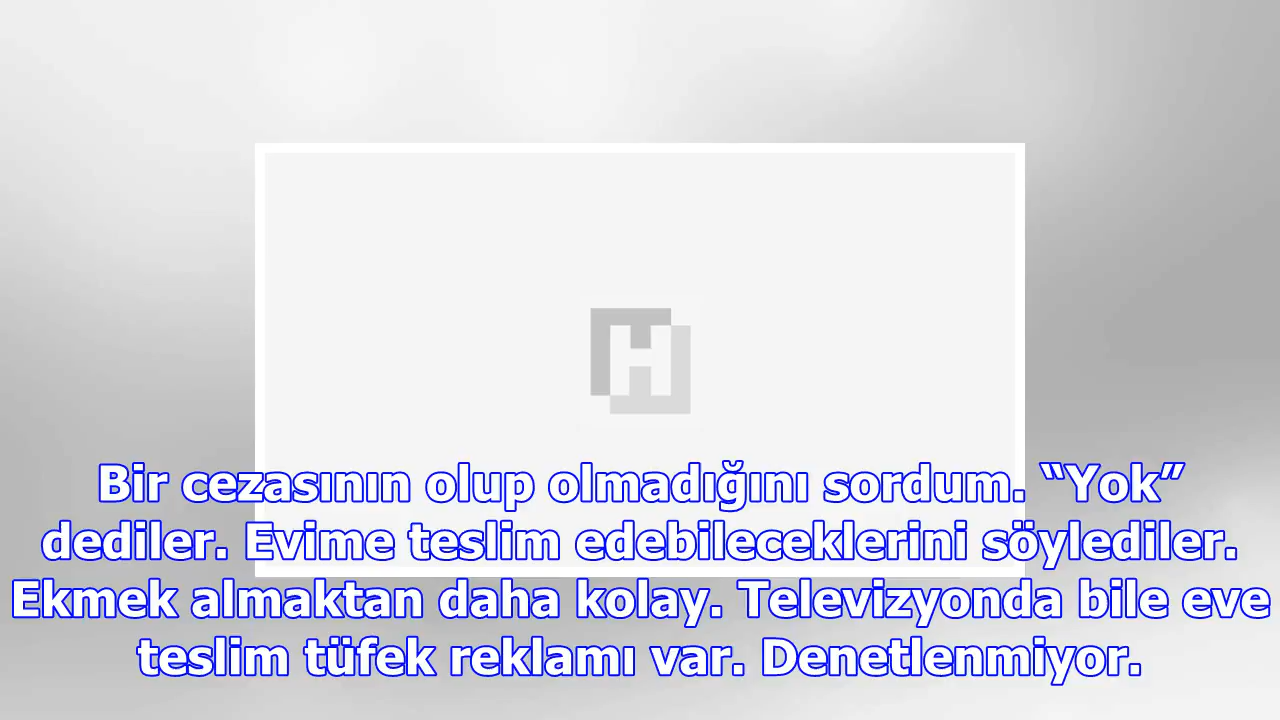 H
Bir cezasının olup olmadığını sordum. “Yok”
dediler. Evime teslim edebileceklerini söylediler.
Ekmek almaktan daha kolay. Televizyonda bile eve
teslim tüfek reklamı var. Denetlenmiyor.